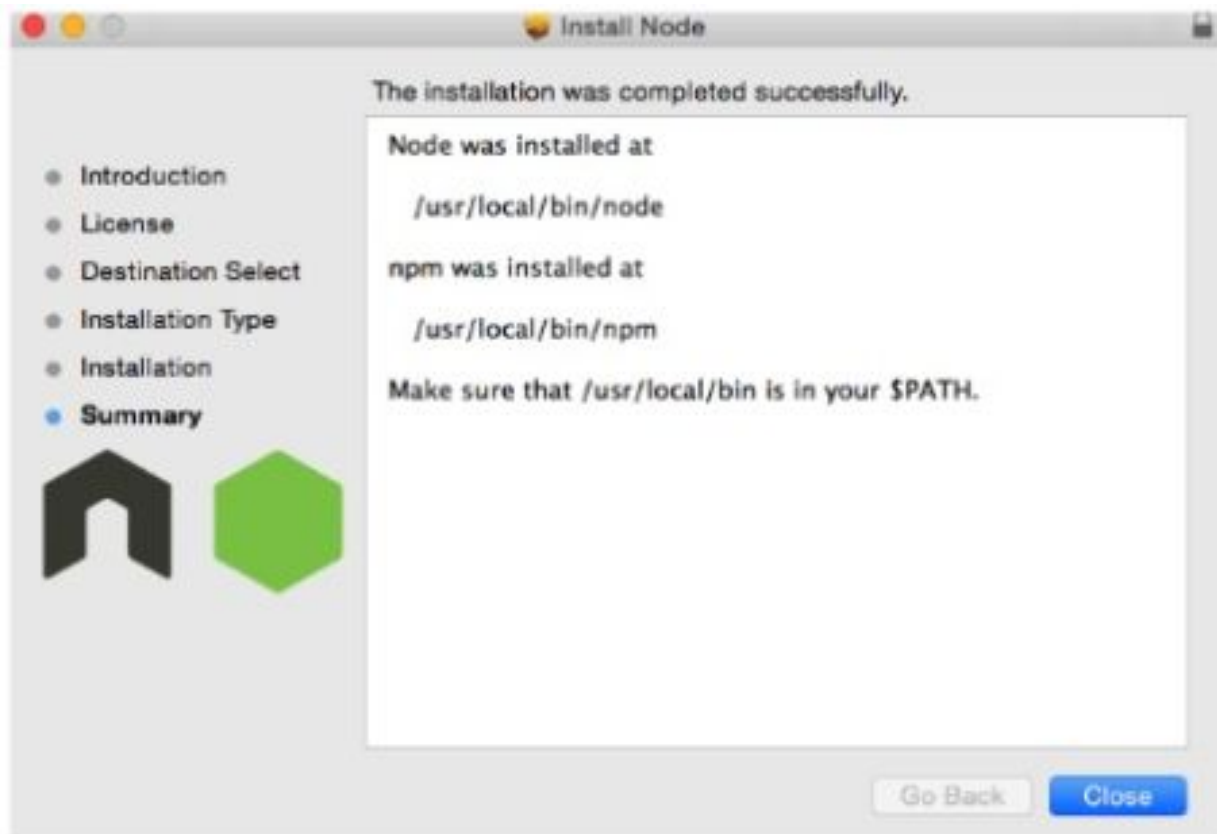 Install Node
The installation was completed successfully.
Introduction
License
Destination Select
Installation Type
Installation
Summary
Node was installed at
/usr/local/bin/node
npm was installed at
/usr/local/bin/npm
Make sure that /usr/local/bin is in your $PATH.
Go Back
Close